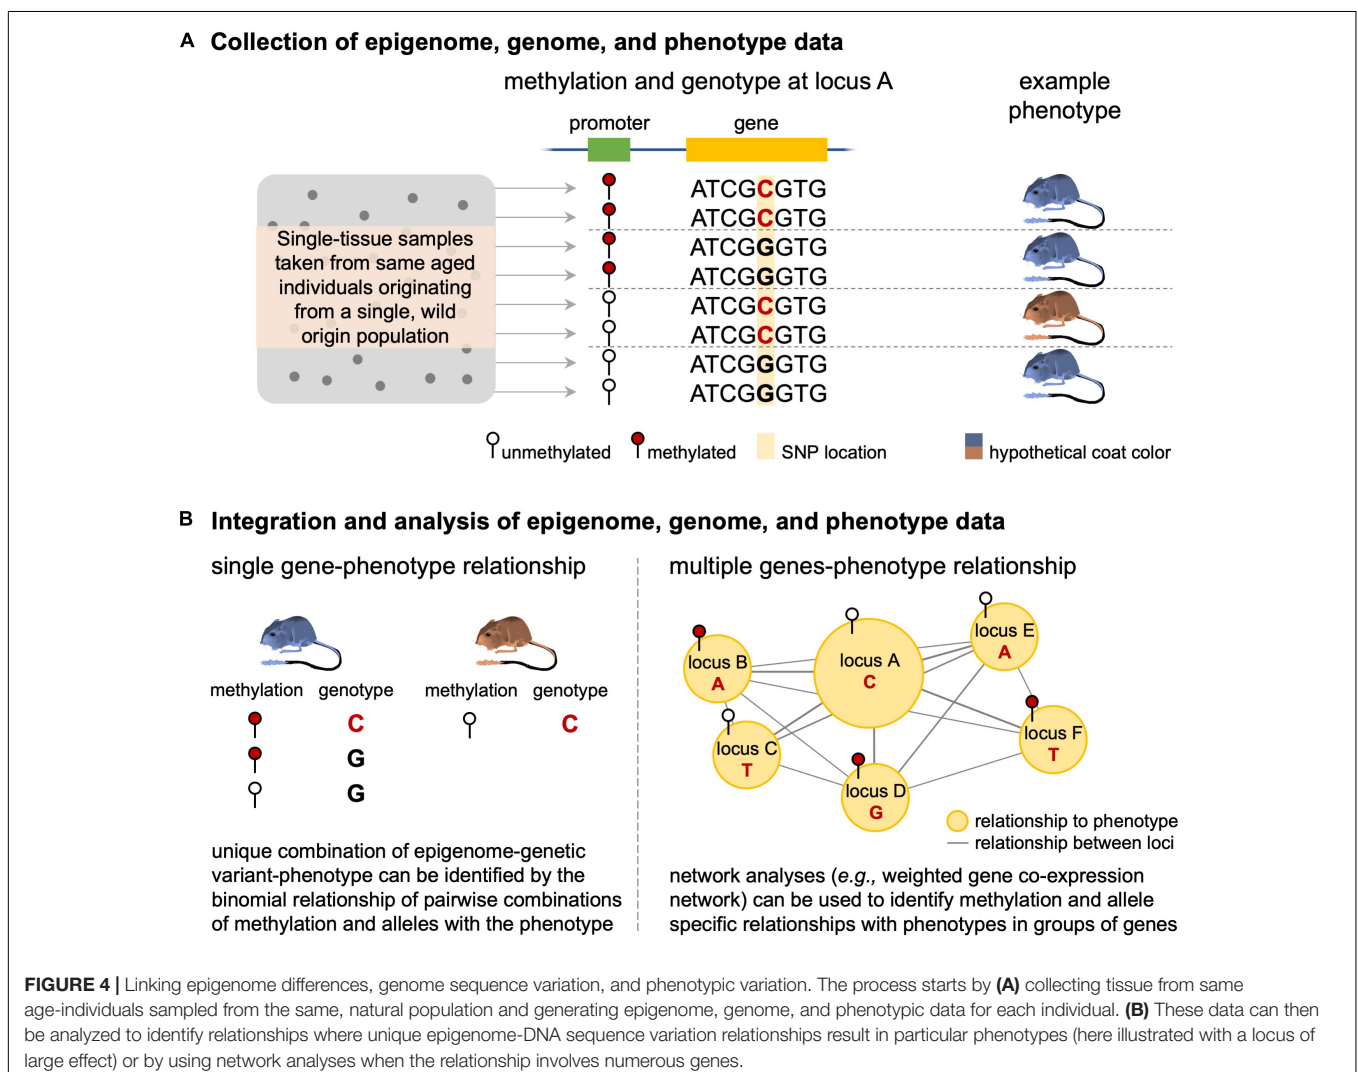 A Collection of epigenome, genome, and phenotype data
methylation and genotype at locus A
example
phenotype
promoter
gene
Single-tissue samples
taken from same aged
individuals originating
from a single, wild
origin population
ATCGCGTG
ATCGCGTG
ATCGGGTG
ATCGGGTG
ATCGCGTG
ATCGCGTG
ATCGGGTG
ATCGGGTG
unmethylated
methylated
SNP location
hypothetical coat color
B Integration and analysis of epigenome, genome, and phenotype data
single gene-phenotype relationship
methylation genotype
C
G
G
methylation genotype
C
unique combination of epigenome-genetic
variant-phenotype can be identified by the
binomial relationship of pairwise combinations
of methylation and alleles with the phenotype
multiple genes-phenotype relationship
locus A
C
locus B
A
locus C
T
locus D
G
locus E
A
locus F
T
relationship to phenotype
relationship between loci
network analyses (e.g., weighted gene co-expression
network) can be used to identify methylation and allele
specific relationships with phenotypes in groups of genes
FIGURE 4 | Linking epigenome differences, genome sequence variation, and phenotypic variation. The process starts by (A) collecting tissue from same
age-individuals sampled from the same, natural population and generating epigenome, genome, and phenotypic data for each individual. (B) These data can then
be analyzed to identify relationships where unique epigenome-DNA sequence variation relationships result in particular phenotypes (here illustrated with a locus of
large effect) or by using network analyses when the relationship involves numerous genes.